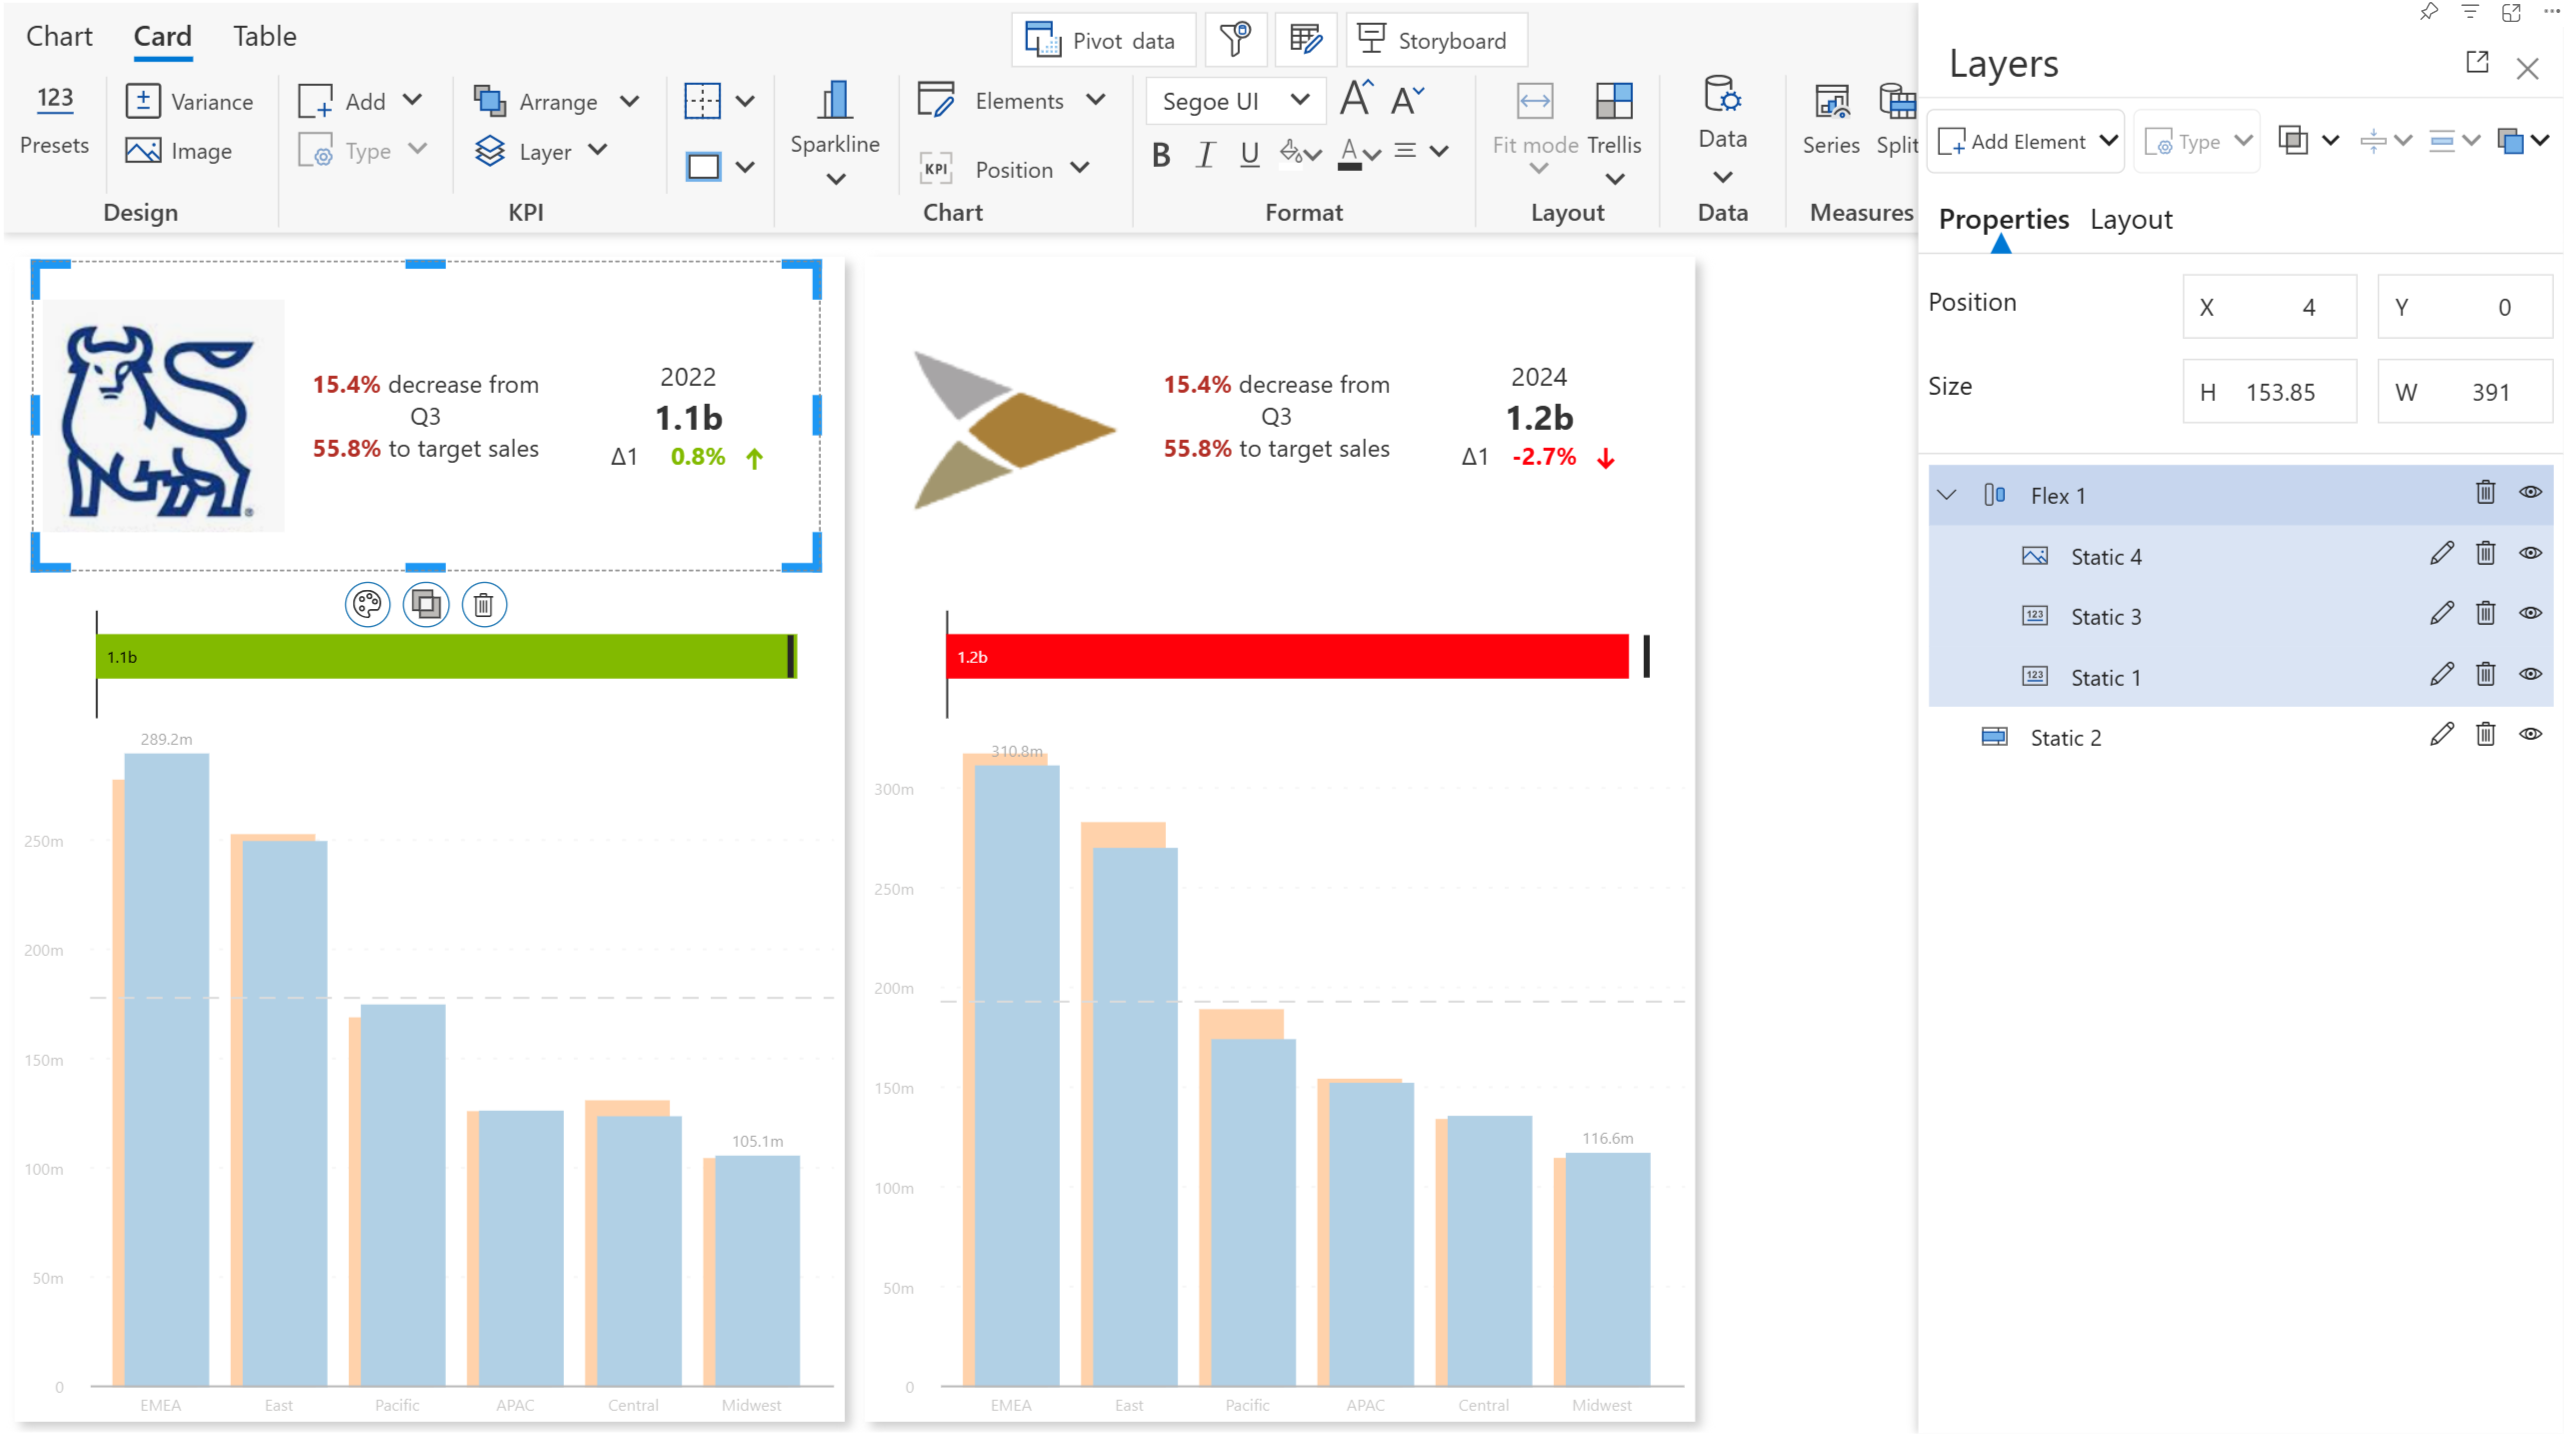 Chart Card Table
Pivot data Storyboard
Layers
123
Presets
Variance
Image
Design
Add
Type
Arrange
Layer
KPI
Sparkline
Elements
KPI Position
Chart
Segoe UI A A
B I U A
Format
Fit mode Trellis
Layout
Data
Data
Series Split
Measures
Add Element Type
Properties Layout
Position X 4 Y 0
Size H 153.85 W 391
Flex 1
Static 4
123 Static 3
123 Static 1
Static 2
15.4% decrease from
Q3
55.8% to target sales
2022
1.1b
Δ1 0.8%
1.1b
289.2m
250m
200m
150m
100m
50m
0
105.1m
EMEA East Pacific APAC Central Midwest
15.4% decrease from
Q3
55.8% to target sales
2024
1.2b
Δ1 -2.7%
1.2b
310.8m
300m
250m
200m
150m
100m
50m
0
116.6m
EMEA East Pacific APAC Central Midwest